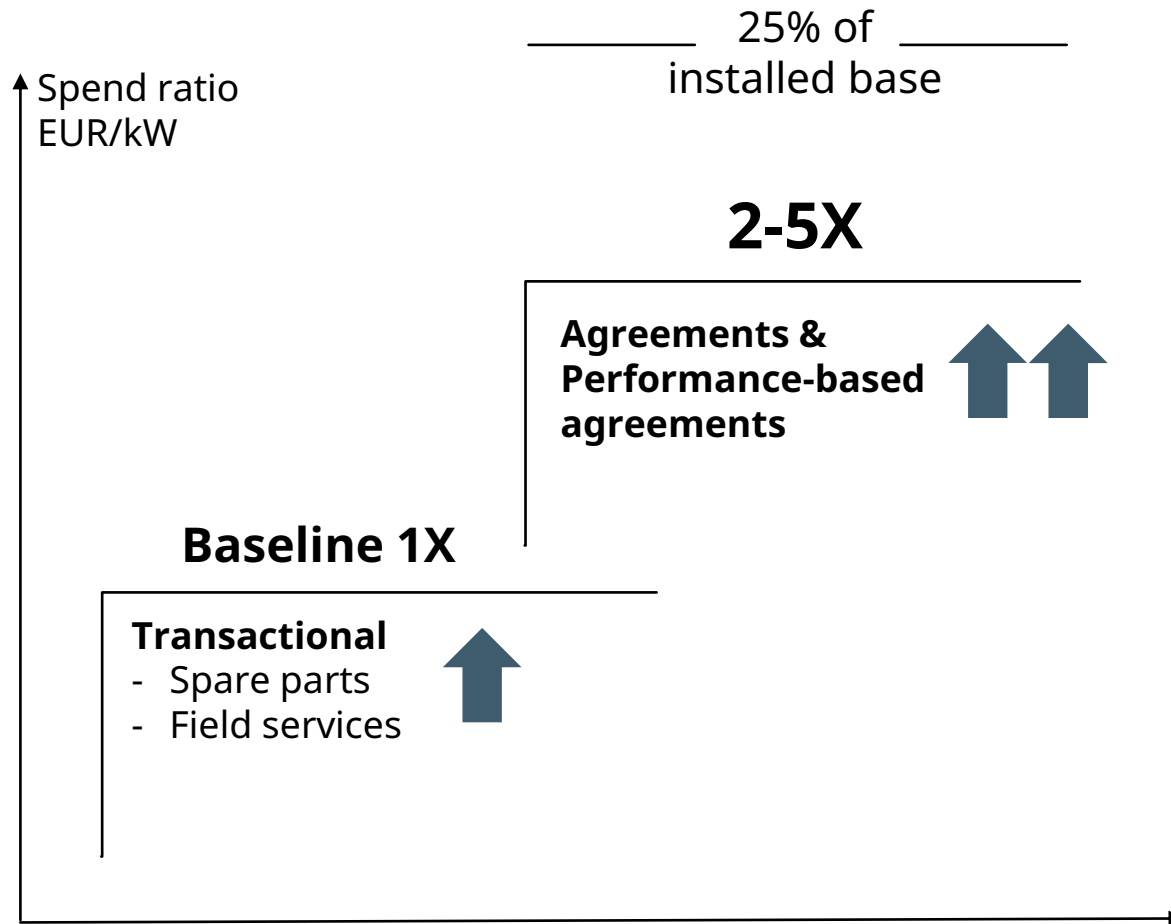 25% of
installed base
Spend ratio
EUR/kW
2-5X
Agreements &
Performance-based
agreements
Baseline 1X
Transactional
- Spare parts
- Field services